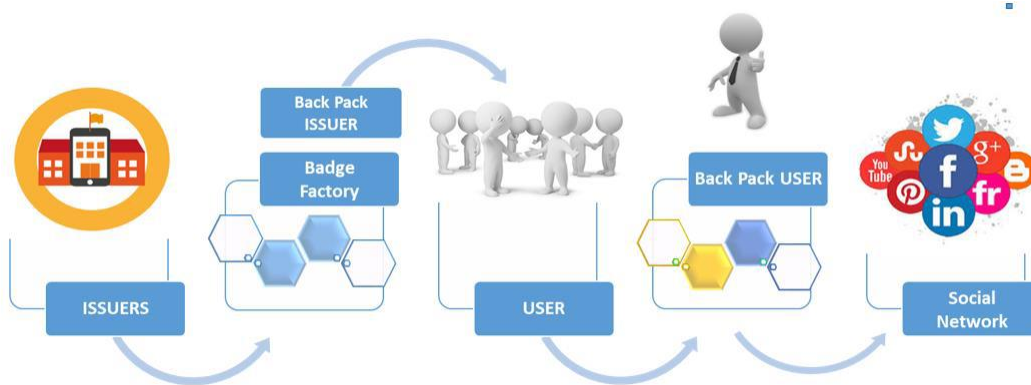 Back Pack
ISSUER
Badge
Factory
ISSUERS
USER
Back Pack USER
You
Tube
g+
f
fr
in
Social
Network